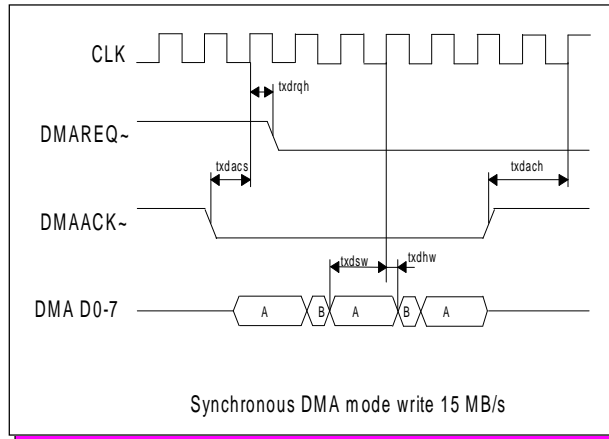 CLK
txdrqh
DMAREQ~
txdacs
txdach
DMAACK~
txdsw
txdhw
DMA D0-7
A
B
A
B
A
Synchronous DMA mode write 15 MB/s